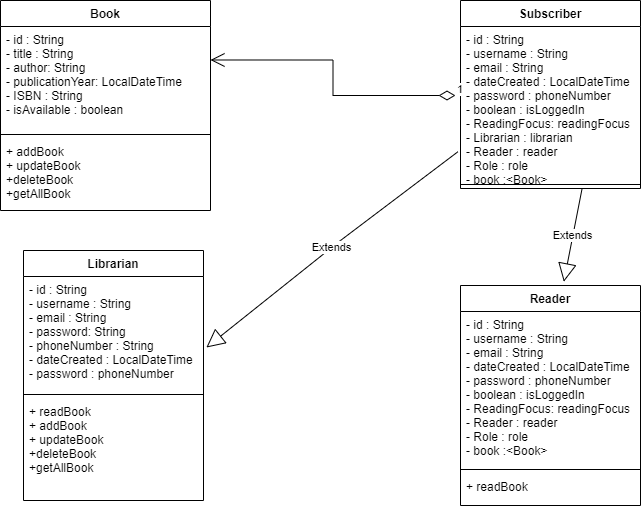 Book
- id : String
- title : String
- author: String
- publicationYear: LocalDateTime
- ISBN : String
- isAvailable : boolean
+ addBook
+ updateBook
+deleteBook
+getAllBook
Subscriber
- id : String
- username : String
- email : String
- dateCreated : LocalDateTime
- password : phoneNumber
- boolean : isLoggedIn
- ReadingFocus: readingFocus
- Librarian : librarian
- Reader : reader
- Role : role
- book :<Book>
1
Extends
Extends
Librarian
- id : String
- username : String
- email : String
- password: String
- phoneNumber : String
- dateCreated : LocalDateTime
- password : phoneNumber
+ readBook
+ addBook
+ updateBook
+deleteBook
+getAllBook
Reader
- id : String
- username : String
- email : String
- dateCreated : LocalDateTime
- password : phoneNumber
- boolean : isLoggedIn
- ReadingFocus: readingFocus
- Reader : reader
- Role : role
- book :<Book>
+ readBook